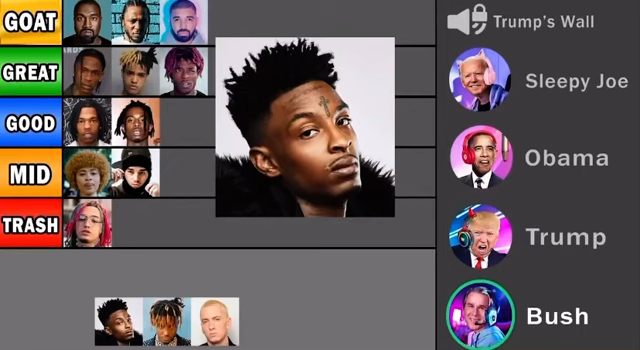 GOAT
GREAT
GOOD
MID
TRASH
Trump's Wall
Sleepy Joe
Obama
Trump
Bush